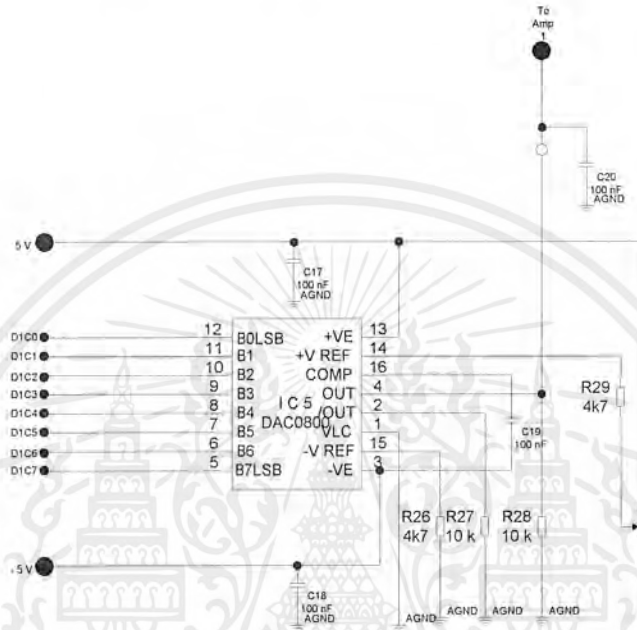 To
Amp
1
C20
100 nF
AGND
5 V
C17
100 nF
AGND
D1C0 12 B0LSB +VE 13
D1C1 11 B1 +V REF 14
D1C2 10 B2 COMP 16
D1C3 9 B3 OUT 4
D1C4 8 B4 /OUT 2
D1C5 7 B5 VLC 1
D1C6 6 B6 -V REF 15
D1C7 5 B7LSB -VE 3
I C 5
DAC0800
C19
100 nF
R29
4k7
R26 R27 R28
4k7 10 k 10 k
5 V
C18
100 nF
AGND
AGND AGND AGND AGND